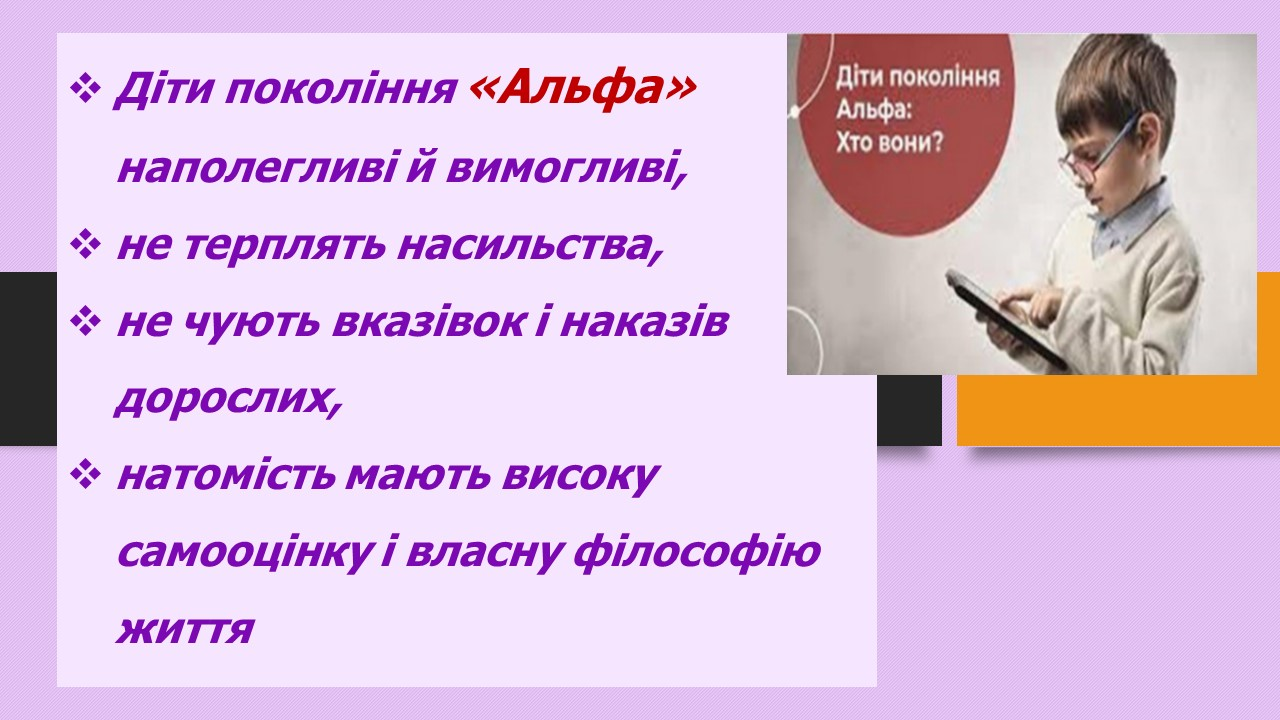 ❖ Діти покоління «Альфа»
наполегливі й вимогливі,
❖ не терплять насильства,
❖ не чують вказівок і наказів
дорослих,
❖ натомість мають високу
самооцінку і власну філософію
життя
Діти покоління
Альфа:
Хто вони?